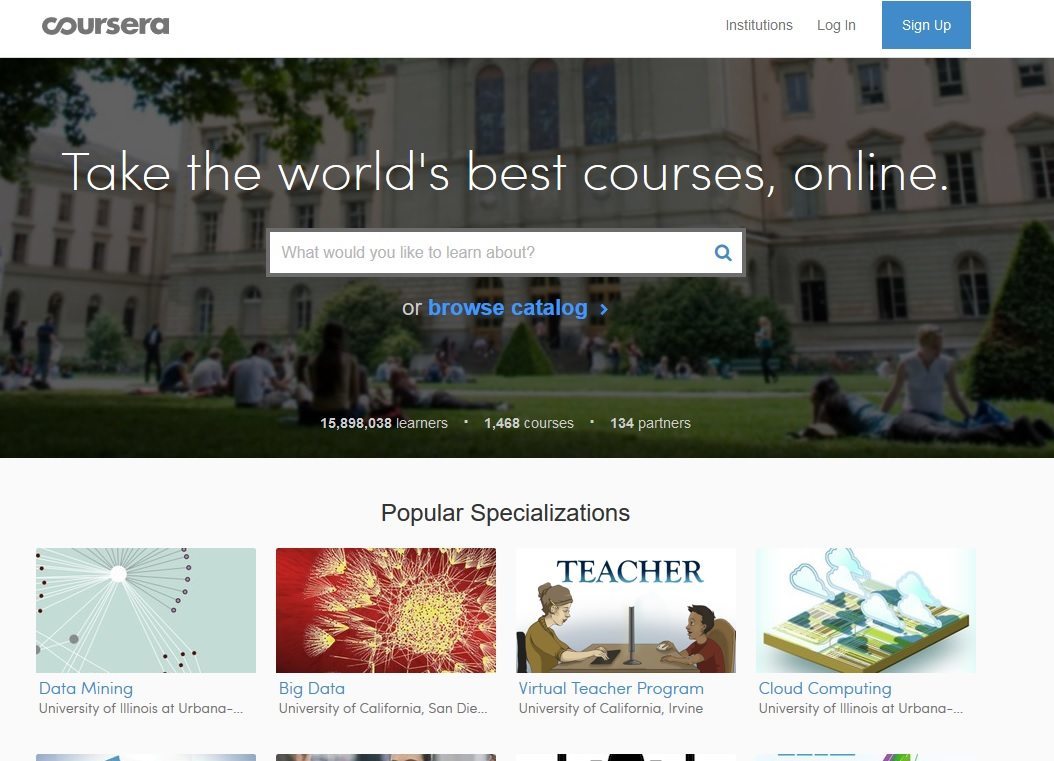 coursera
Institutions Log In Sign Up
Take the world's best courses, online.
What would you like to learn about?
or browse catalog ›
15,898,038 learners • 1,468 courses • 134 partners
Popular Specializations
TEACHER
Data Mining
University of Illinois at Urbana-...
Big Data
University of California, San Die...
Virtual Teacher Program
University of California, Irvine
Cloud Computing
University of Illinois at Urbana-...